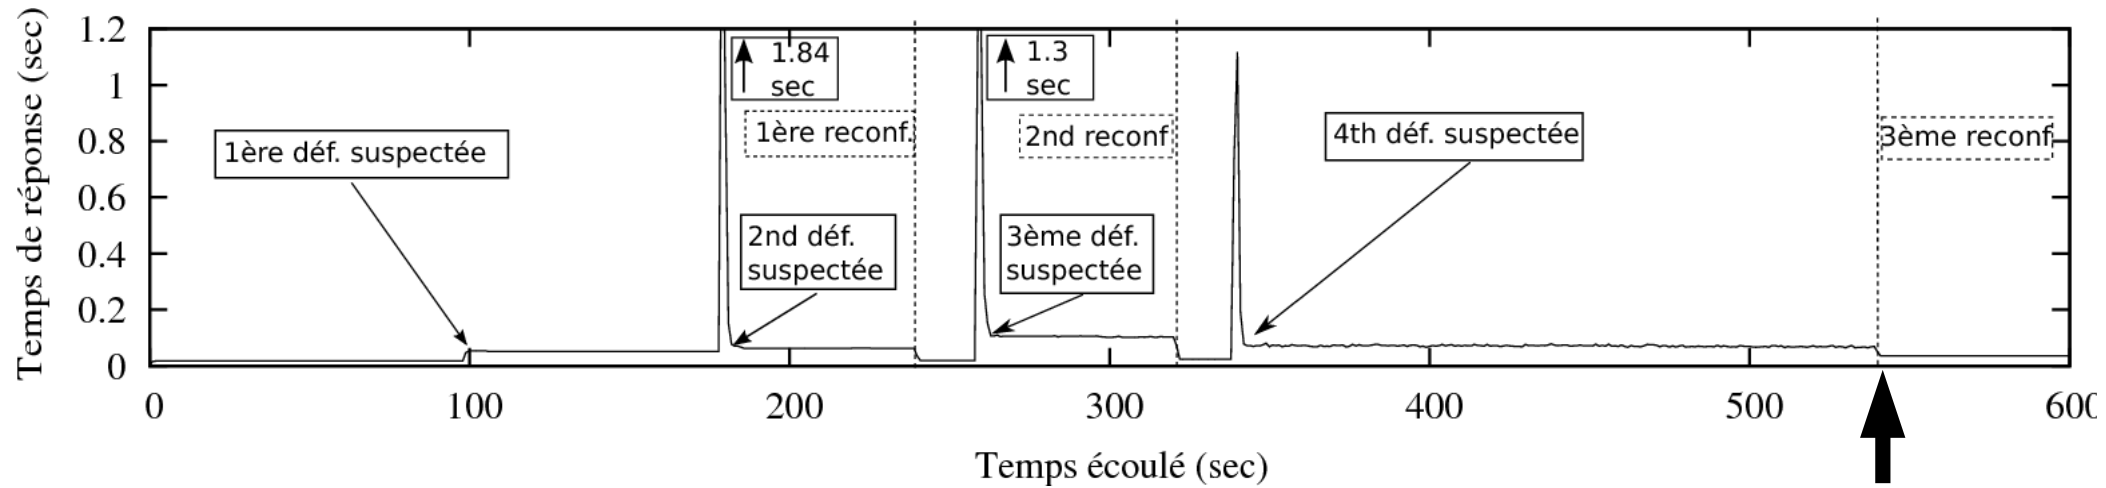 Temps de réponse (sec)
1.2
1
0.8
0.6
0.4
0.2
0
1ère déf. suspectée
1.84
sec
1ère reconf.
2nd déf.
suspectée
1.3
sec
2nd reconf
3ème déf.
suspectée
4th déf. suspectée
3ème reconf
0
100
200
300
400
500
600
Temps écoulé (sec)